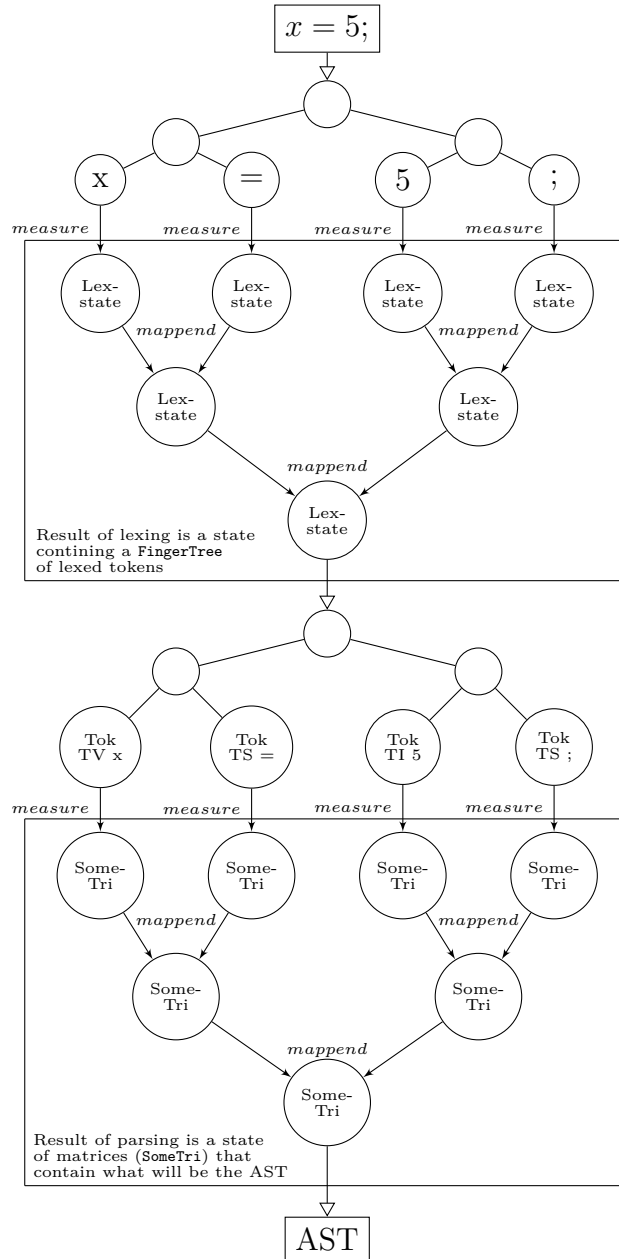 x = 5;
x
=
5
;
measure
measure
measure
measure
Lex-
state
Lex-
state
Lex-
state
Lex-
state
mappend
mappend
Lex-
state
Lex-
state
mappend
Lex-
state
Result of lexing is a state
contining a FingerTree
of lexed tokens
Tok
TV x
Tok
TS =
Tok
TI 5
Tok
TS ;
measure
measure
measure
measure
Some-
Tri
Some-
Tri
Some-
Tri
Some-
Tri
mappend
mappend
Some-
Tri
Some-
Tri
mappend
Some-
Tri
Result of parsing is a state
of matrices (SomeTri) that
contain what will be the AST
AST